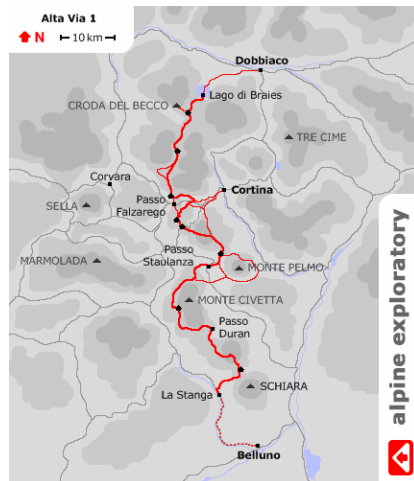 Alta Via 1
N
10 km
Dobbiaco
Lago di Braies
CRODA DEL BECCO
TRE CIME
Corvara
Cortina
SELLA
Passo
Falzarego
Passo
Staulanza
MARMOLADA
MONTE PELMO
MONTE CIVETTA
Passo
Duran
SCHIARA
La Stanga
Belluno
alpine exploratory